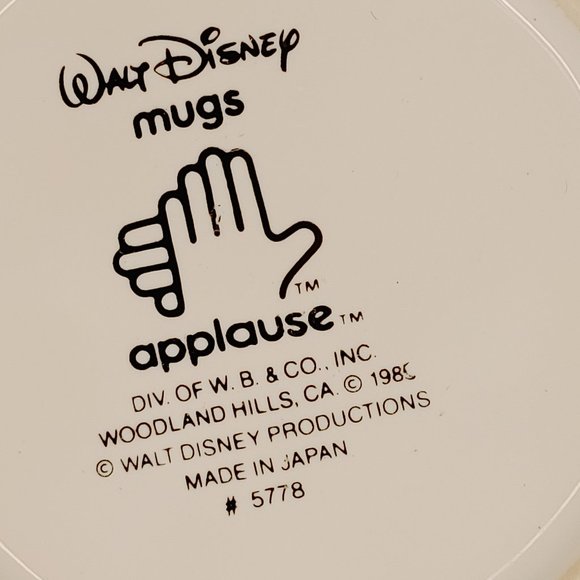 WALT DISNEY
mugs
TM
applause TM
DIV. OF W. B. & CO., INC.
WOODLAND HILLS, CA. ©
© WALT DISNEY PRODUCTIONS
MADE IN JAPAN
# 5778